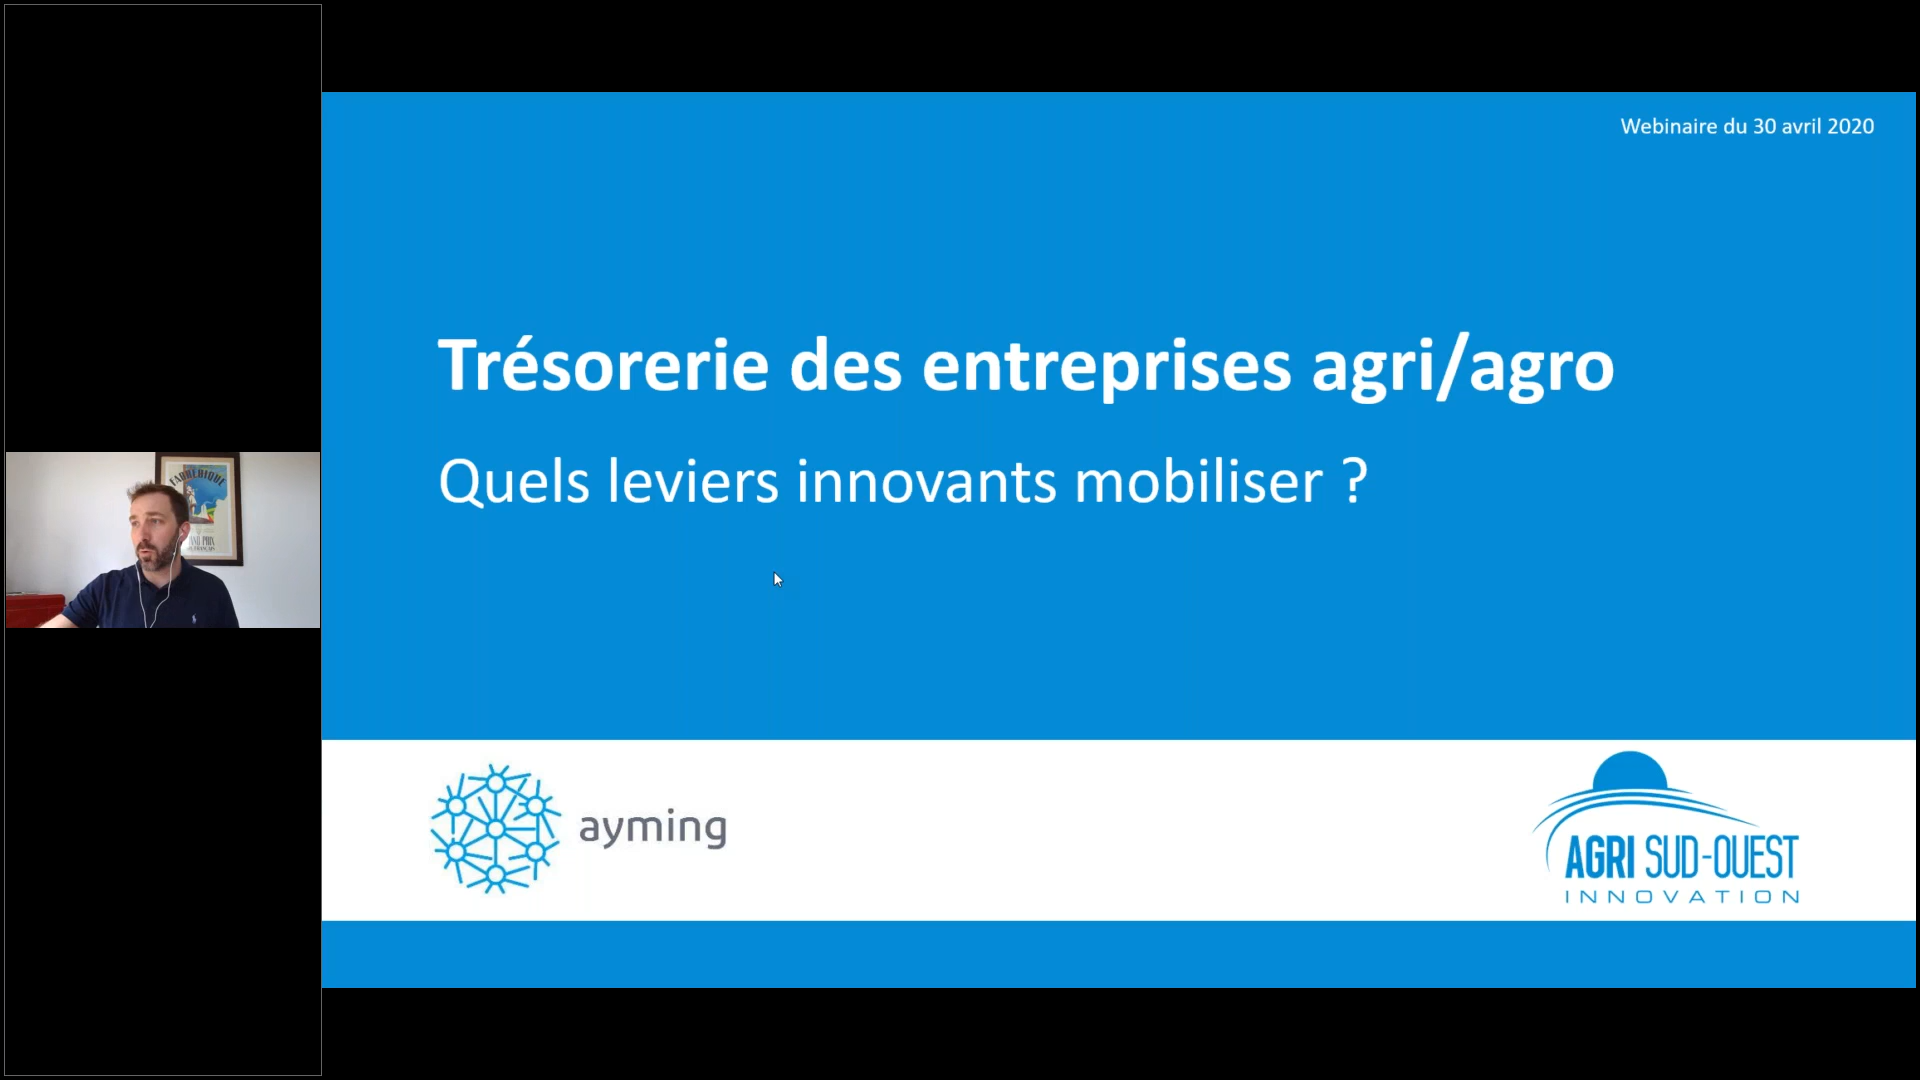 Webinaire du 30 avril 2020
Trésorerie des entreprises agri/agro
Quels leviers innovants mobiliser ?
ayming
AGRI SUD-OUEST
INNOVATION